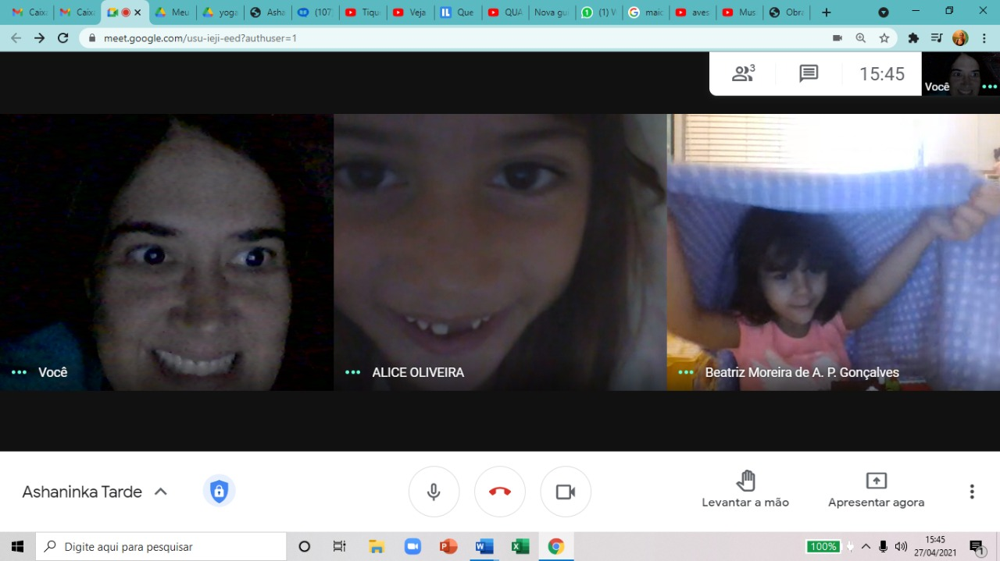 Caixa
Caixa
Meu
yoga
Asha
(107
Tiqu
Veja
Que
QUA
Nova gu
(1) W
maio
aves
Mus
Obra
meet.google.com/usu-ieji-eed?authuser=1
3
15:45
Você
Você
ALICE OLIVEIRA
Beatriz Moreira de A. P. Gonçalves
Ashaninka Tarde
Levantar a mão
Apresentar agora
Digite aqui para pesquisar
100%
15:45
27/04/2021
1